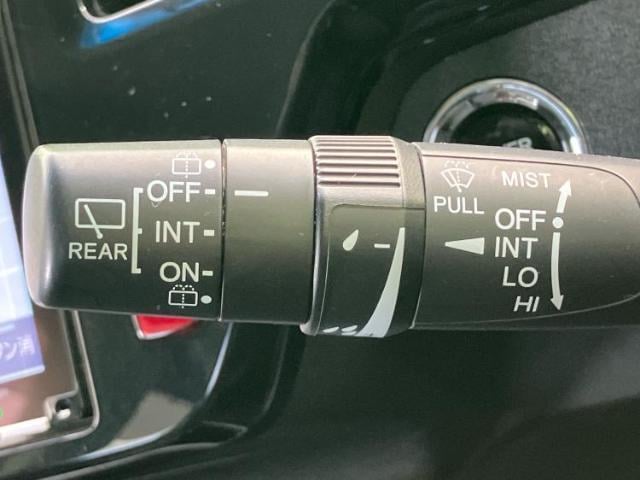 OFF
INT
ON
REAR
PULL
MIST
OFF
INT
LO
HI